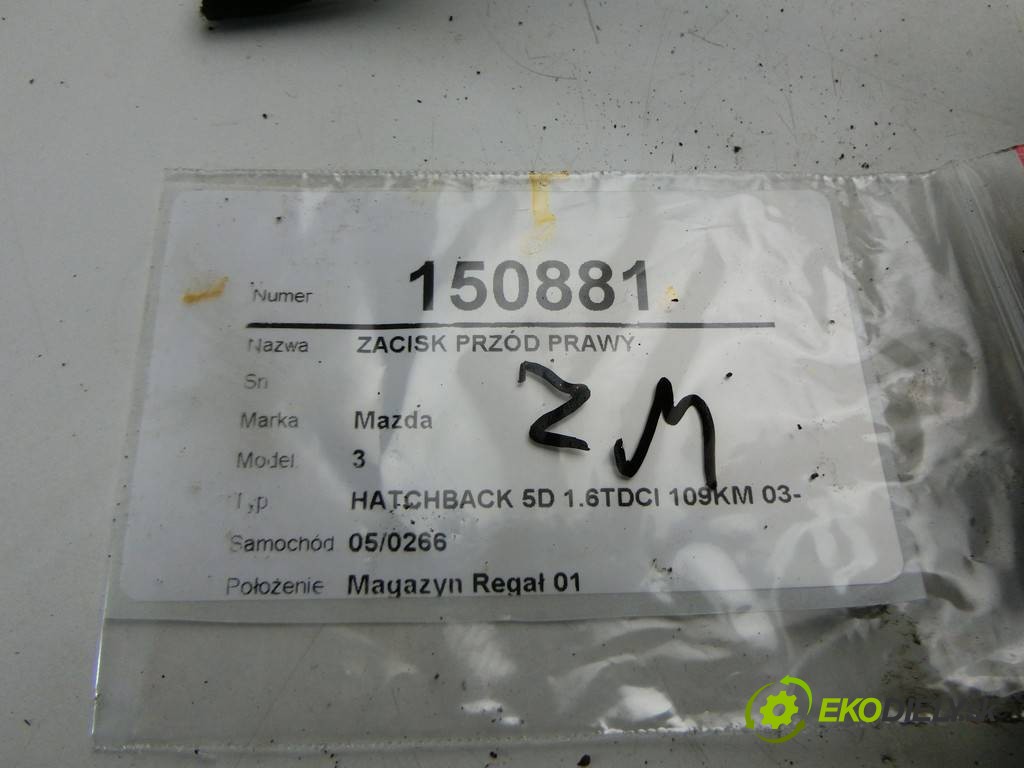 Numer 150881
Nazwa ZACISK PRZÓD PRAWY
Sn
Marka Mazda
Model 3
Typ HATCHBACK 5D 1.6TDCI 109KM 03-
Samochód 05/0266
Położenie Magazyn Regał 01
ZM